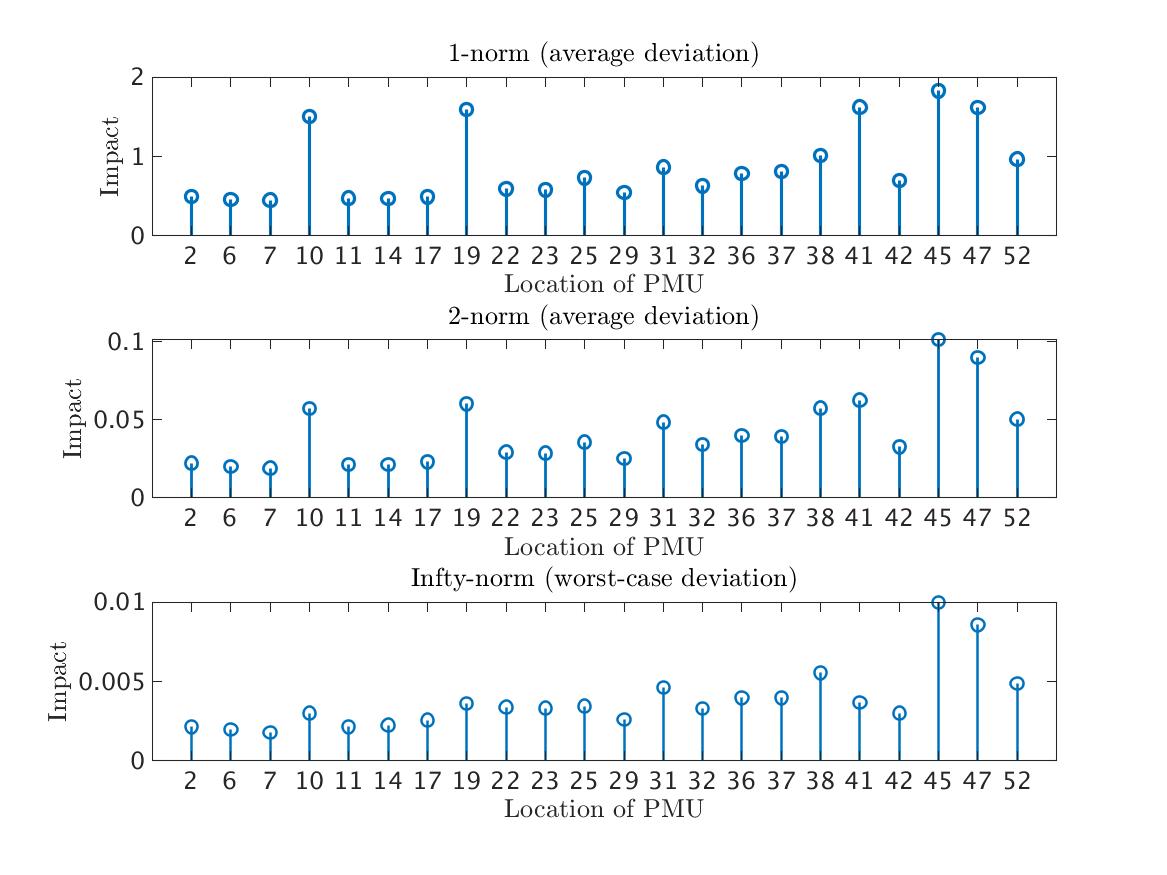 1-norm (average deviation)
2
1
0
Impact
2 6 7 10 11 14 17 19 22 23 25 29 31 32 36 37 38 41 42 45 47 52
Location of PMU
2-norm (average deviation)
0.1
0.05
0
Impact
2 6 7 10 11 14 17 19 22 23 25 29 31 32 36 37 38 41 42 45 47 52
Location of PMU
Infty-norm (worst-case deviation)
0.01
0.005
0
Impact
2 6 7 10 11 14 17 19 22 23 25 29 31 32 36 37 38 41 42 45 47 52
Location of PMU